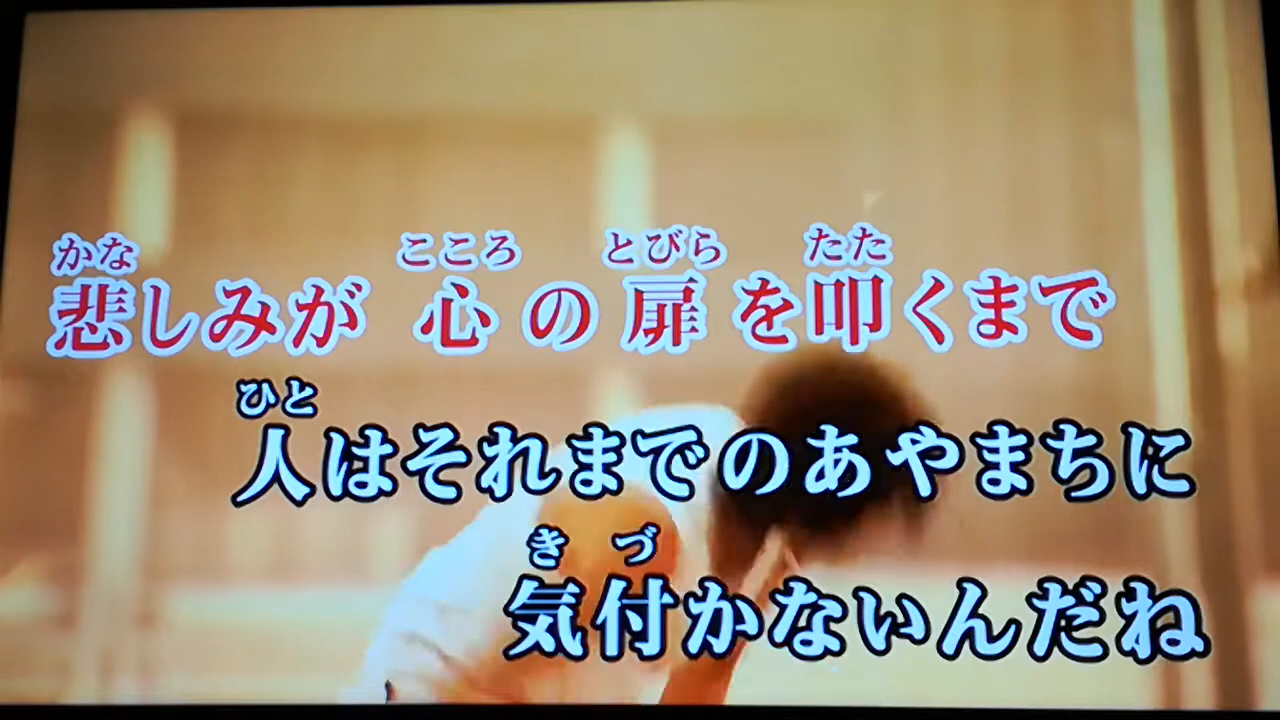 かな こころ とびら たた
悲しみが 心の扉を叩くまで
ひと
人はそれまでのあやまちに
き づ
気付かないんだね